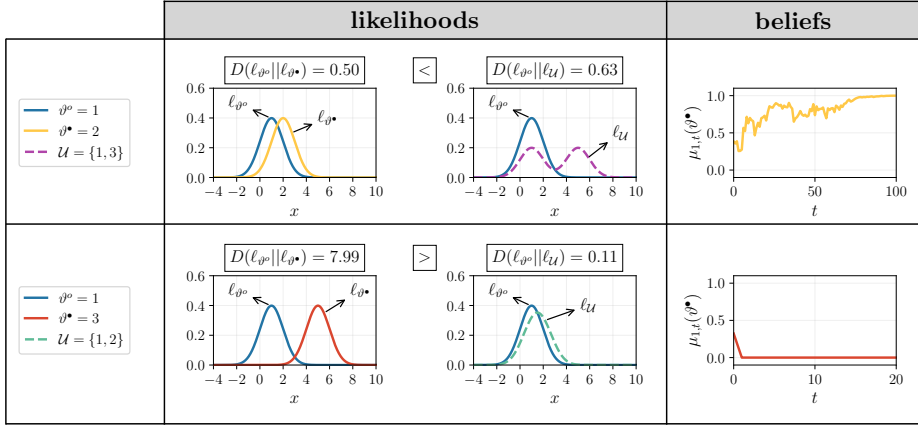 likelihoods
beliefs
ϑ° = 1
ϑ• = 2
𝒰 = {1, 3}
D(ℓϑ°||ℓϑ•) = 0.50
<
D(ℓϑ°||ℓ𝒰) = 0.63
0.6
0.4
0.2
0.0
ℓϑ°
ℓϑ•
−4 −2 0 2 4 6 8 10
x
0.6
0.4
0.2
0.0
ℓϑ°
ℓ𝒰
−4 −2 0 2 4 6 8 10
x
μ1,t(ϑ•)
1.0
0.5
0.0
0 50 100
t
ϑ° = 1
ϑ• = 3
𝒰 = {1, 2}
D(ℓϑ°||ℓϑ•) = 7.99
>
D(ℓϑ°||ℓ𝒰) = 0.11
0.6
0.4
0.2
0.0
ℓϑ°
ℓϑ•
−4 −2 0 2 4 6 8 10
x
0.6
0.4
0.2
0.0
ℓϑ°
ℓ𝒰
−4 −2 0 2 4 6 8 10
x
μ1,t(ϑ•)
1.0
0.5
0.0
0 10 20
t